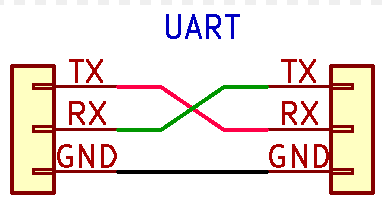 UART
TX TX
RX RX
GND GND